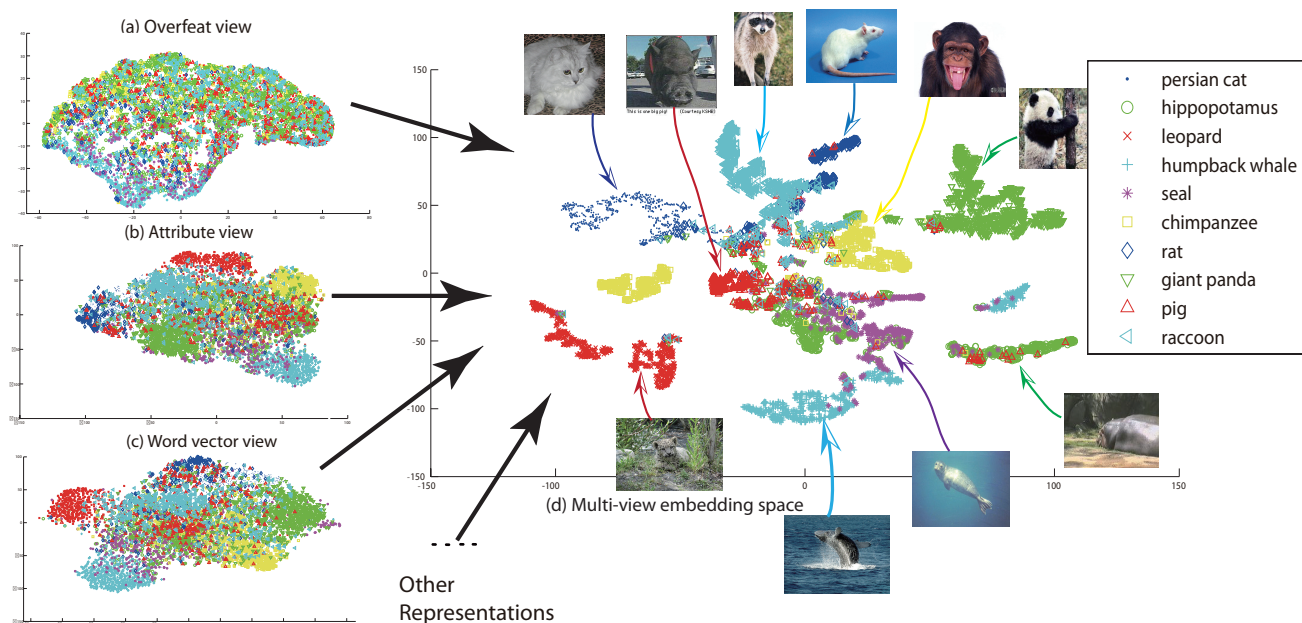 (a) Overfeat view
(b) Attribute view
(c) Word vector view
This is one big pig! (Courtesy KSHB)
150
100
50
0
-50
-100
-150
-150
-100
-50
0
50
100
150
(d) Multi-view embedding space
Other
Representations
persian cat
hippopotamus
leopard
humpback whale
seal
chimpanzee
rat
giant panda
pig
raccoon